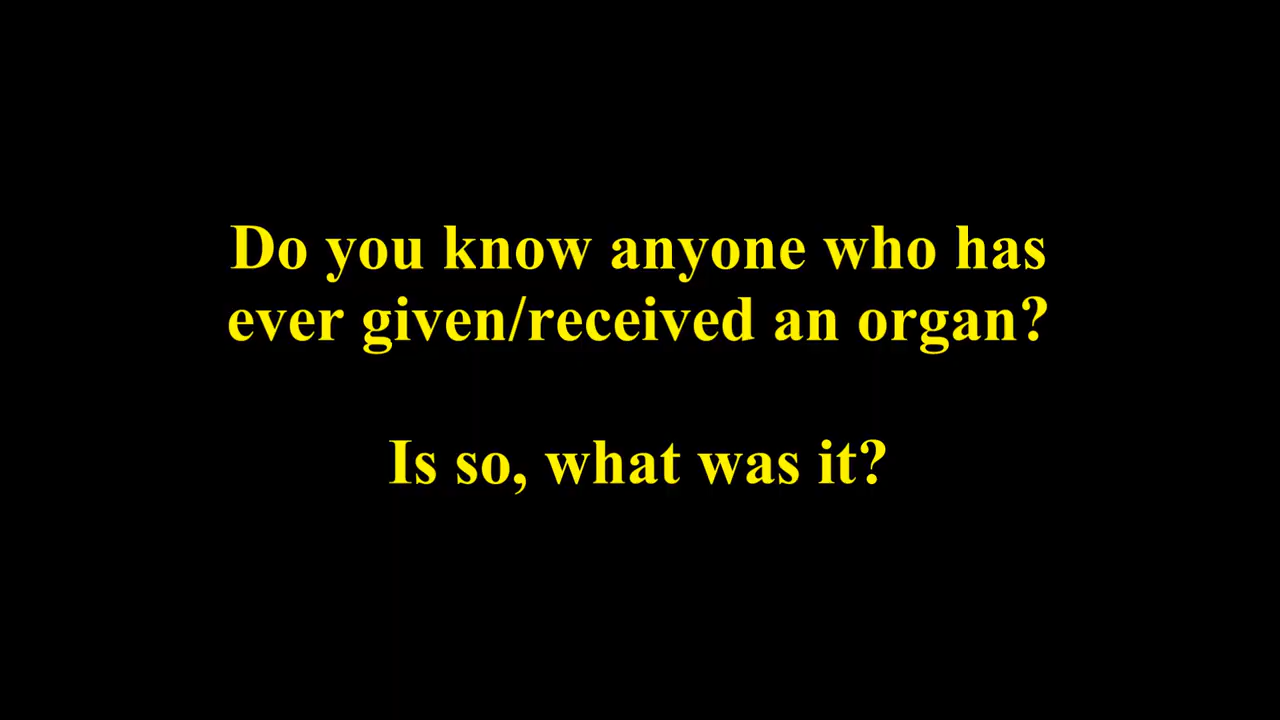 Do you know anyone who has
ever given/received an organ?
Is so, what was it?